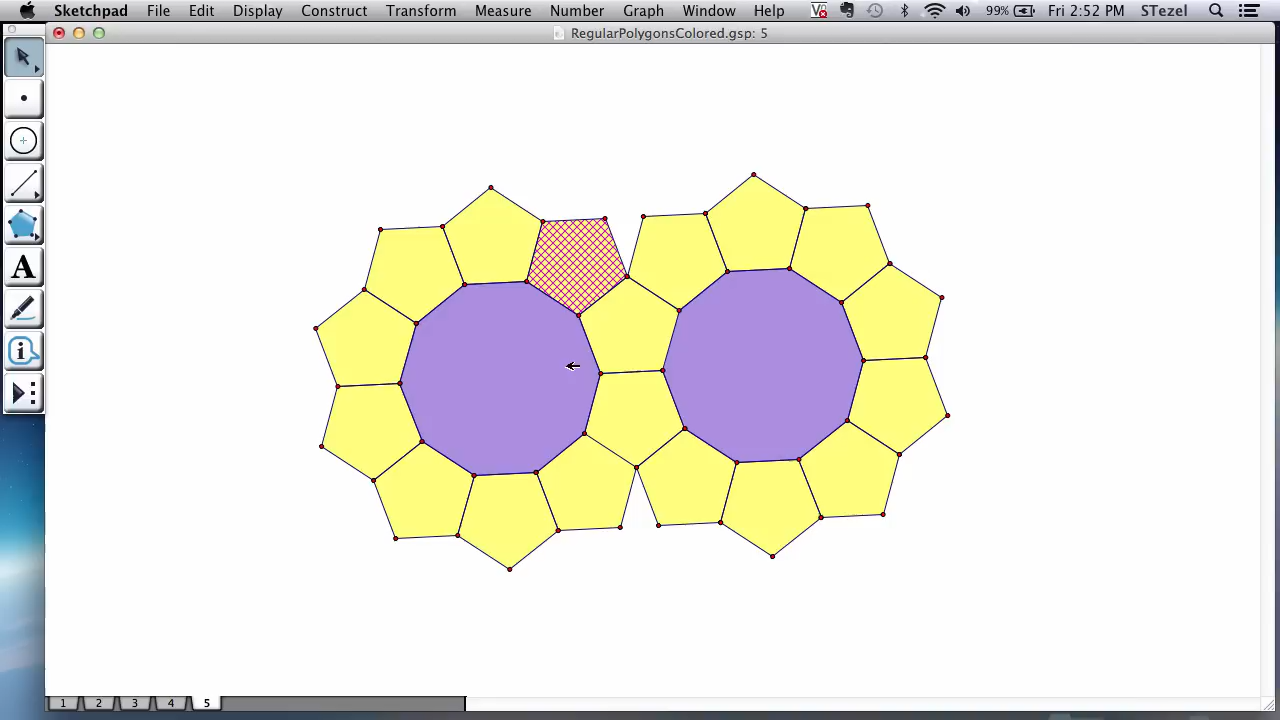 Sketchpad File Edit Display Construct Transform Measure Number Graph Window Help 99% Fri 2:52 PM STezel
RegularPolygonsColored.gsp: 5
A
i
1 2 3 4 5